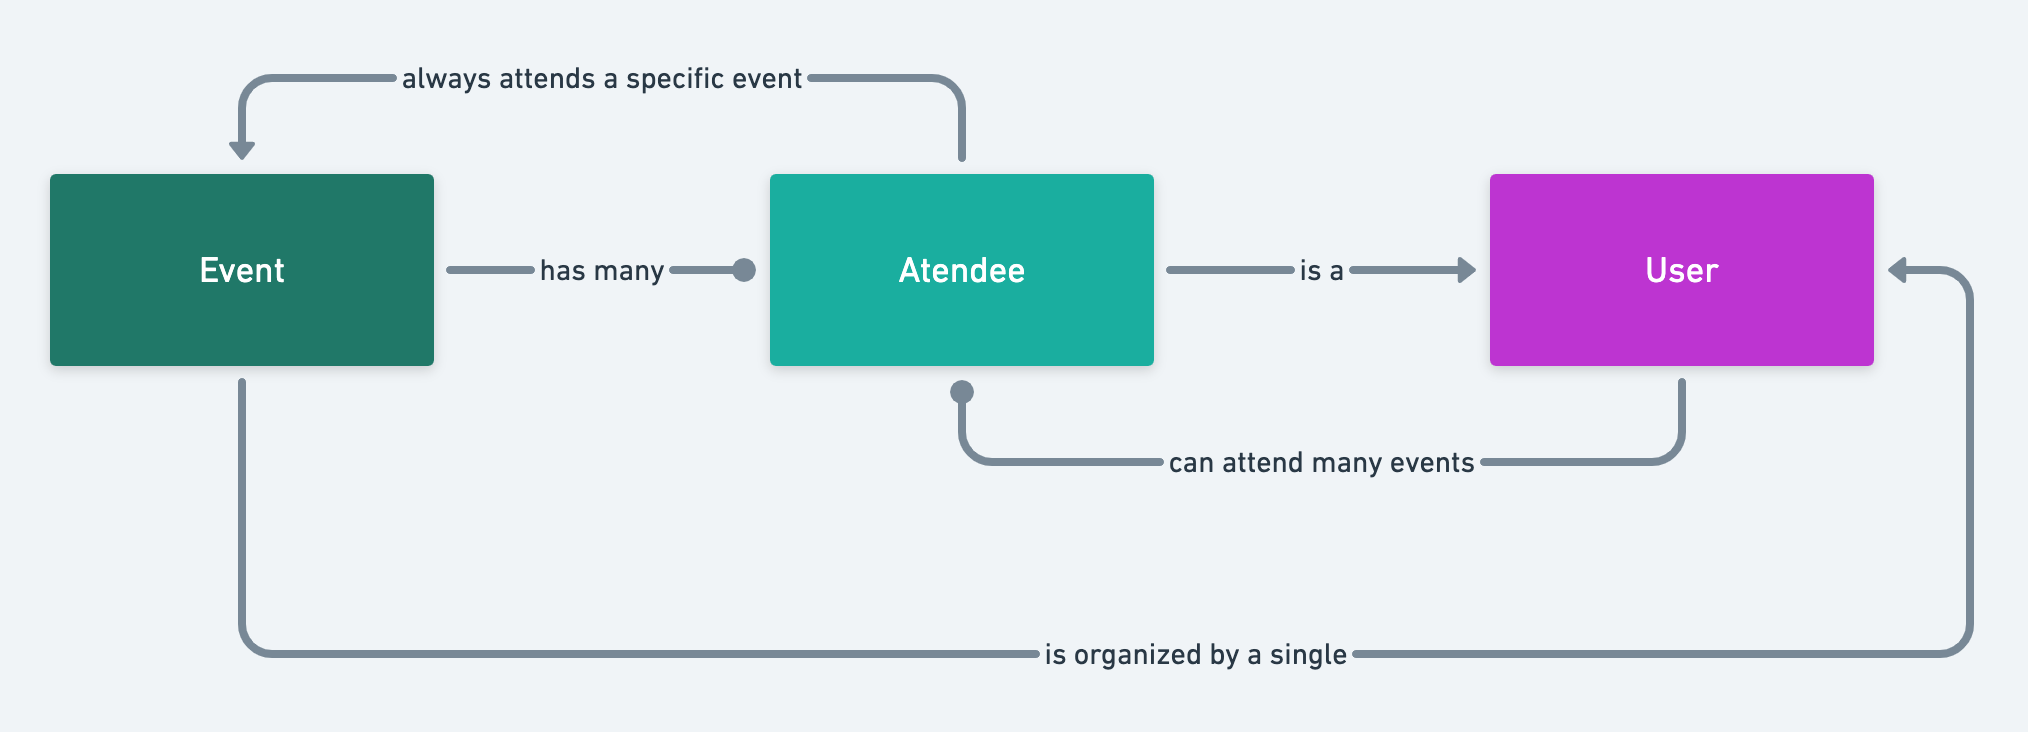 always attends a specific event
Event
has many
Atendee
is a
User
can attend many events
is organized by a single